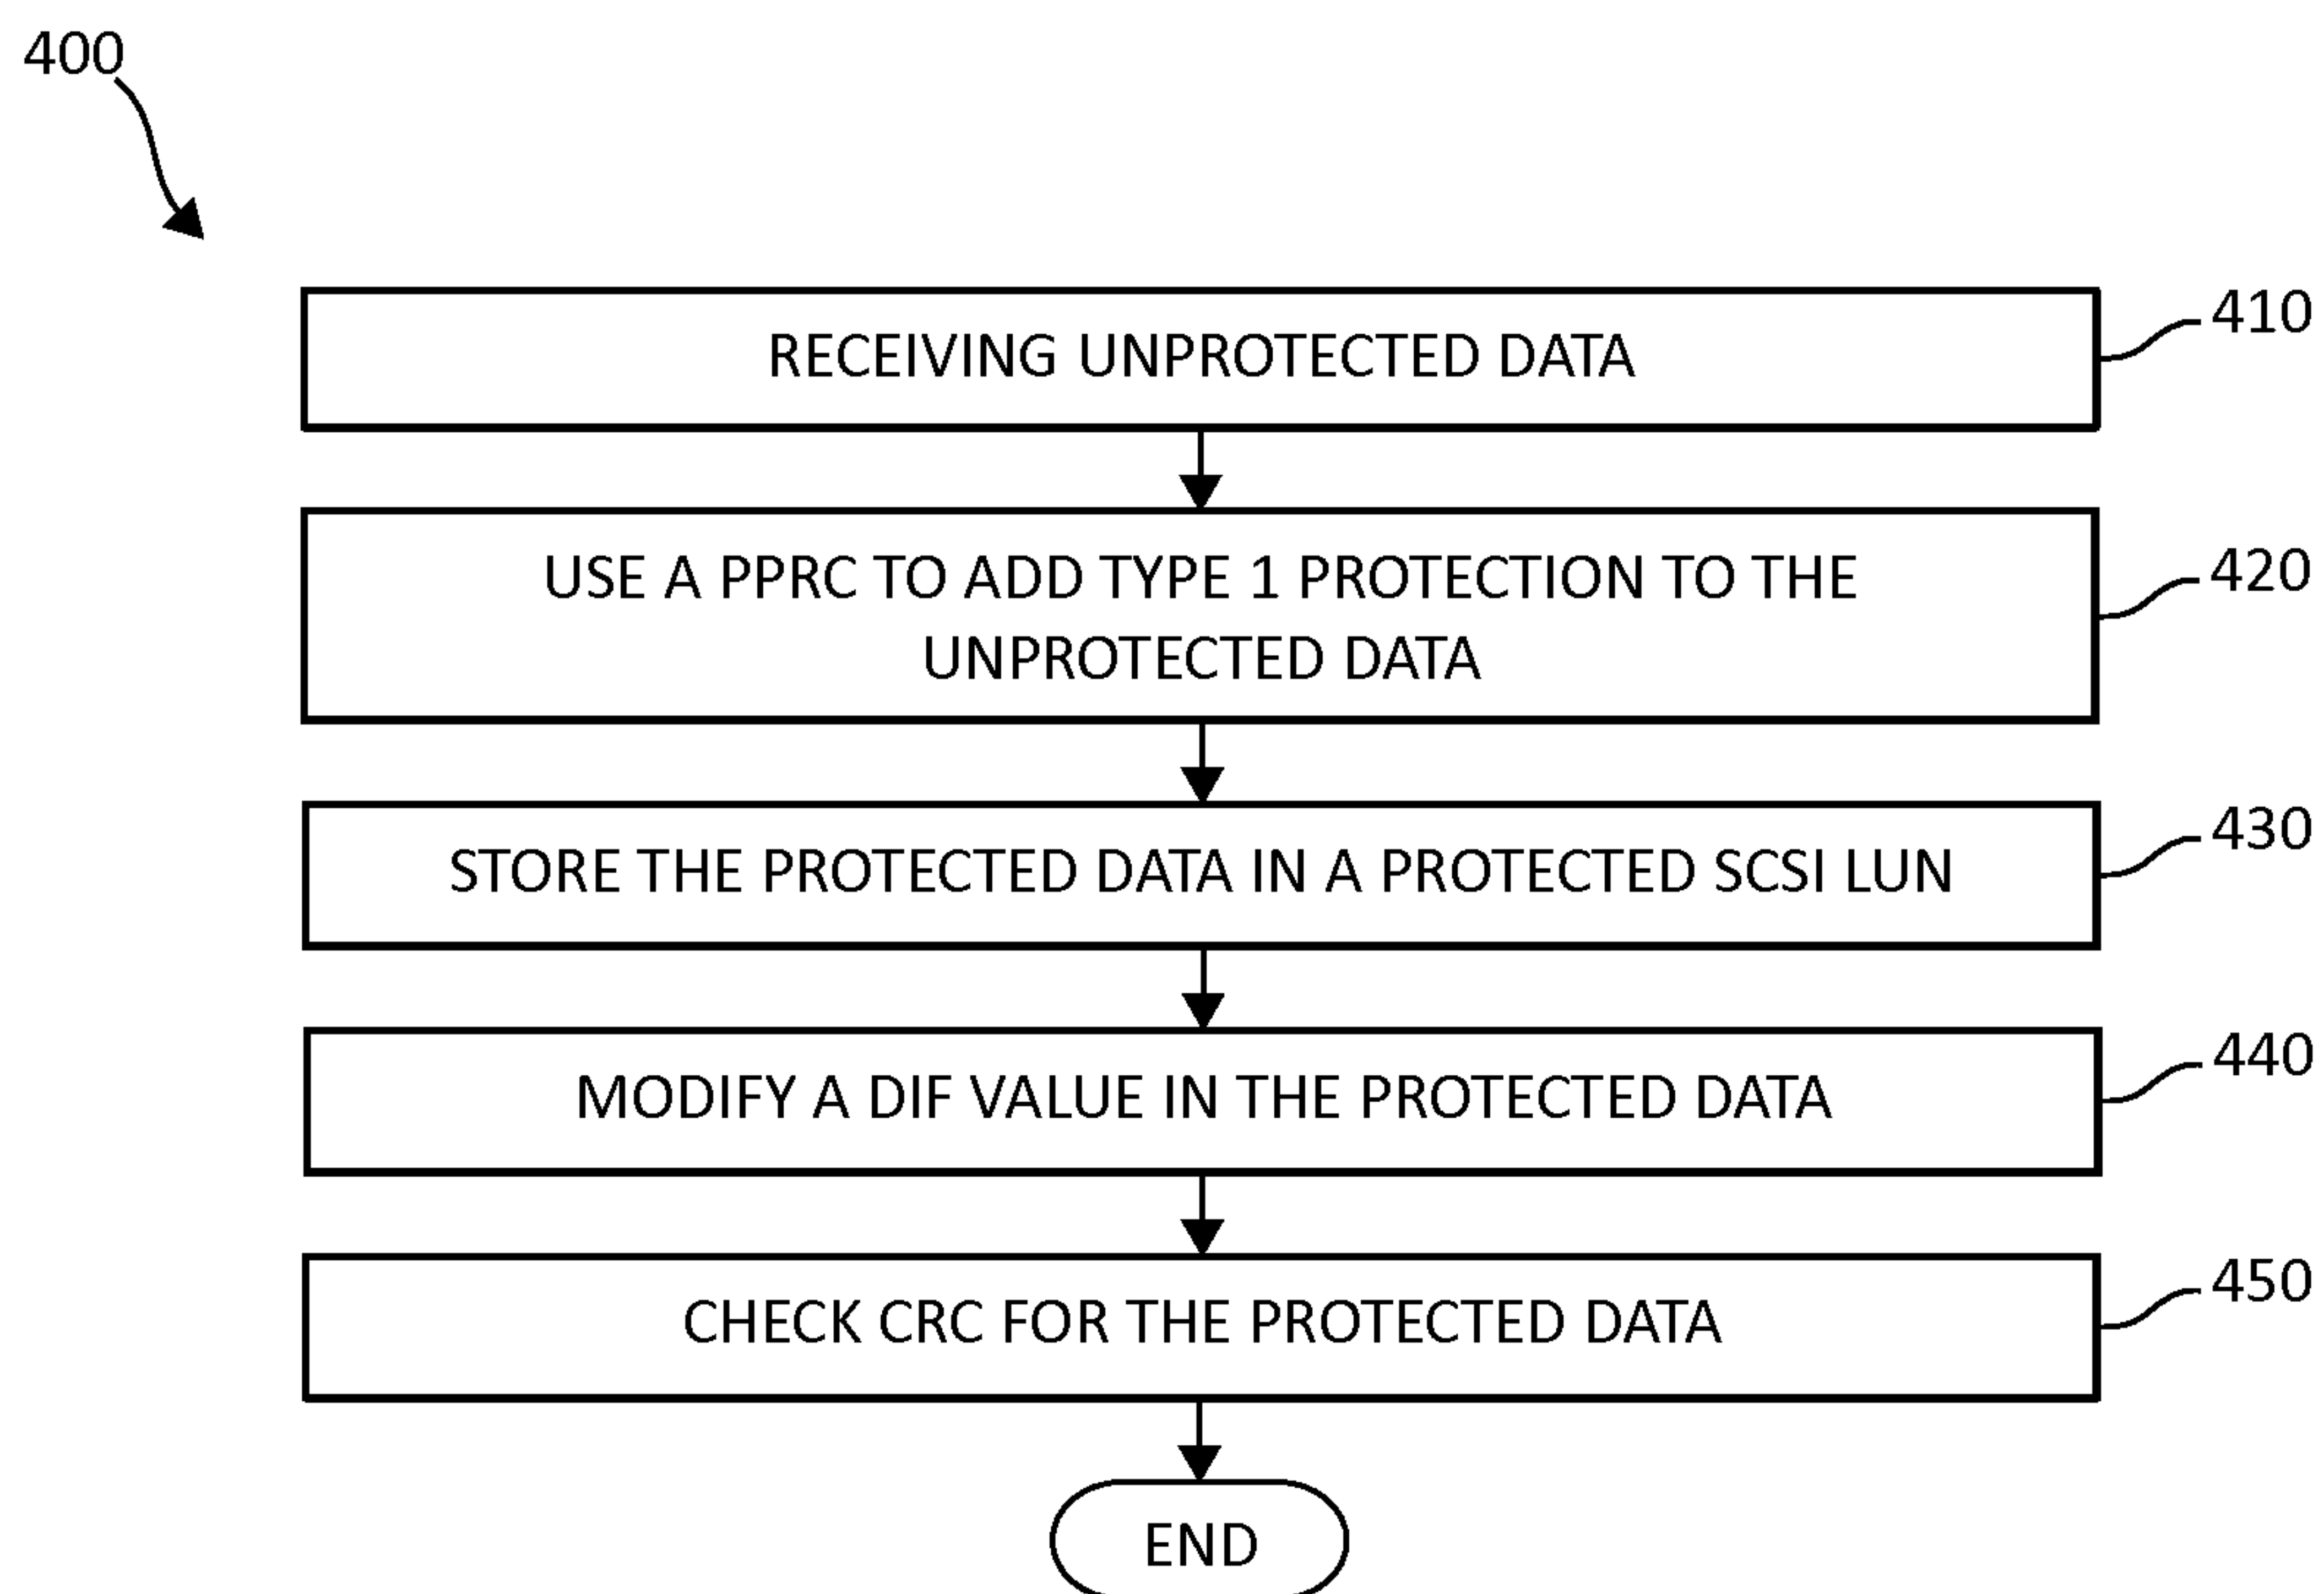 400
RECEIVING UNPROTECTED DATA
410
USE A PPRC TO ADD TYPE 1 PROTECTION TO THE
UNPROTECTED DATA
420
STORE THE PROTECTED DATA IN A PROTECTED SCSI LUN
430
MODIFY A DIF VALUE IN THE PROTECTED DATA
440
CHECK CRC FOR THE PROTECTED DATA
450
END